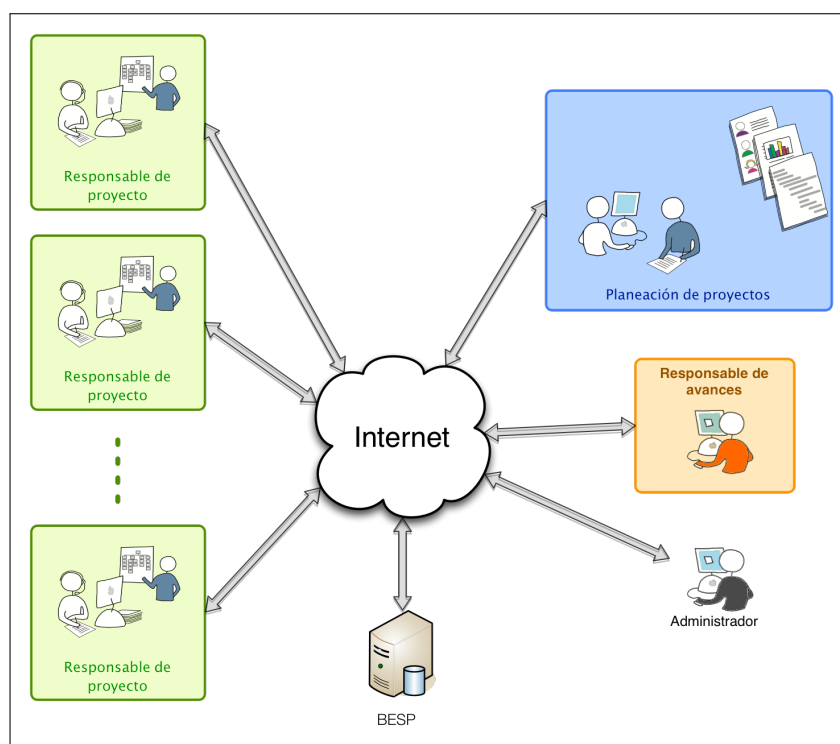 Responsable de
proyecto
Planeación de proyectos
Responsable de
proyecto
Responsable de
avances
Internet
Responsable de
proyecto
Administrador
BESP